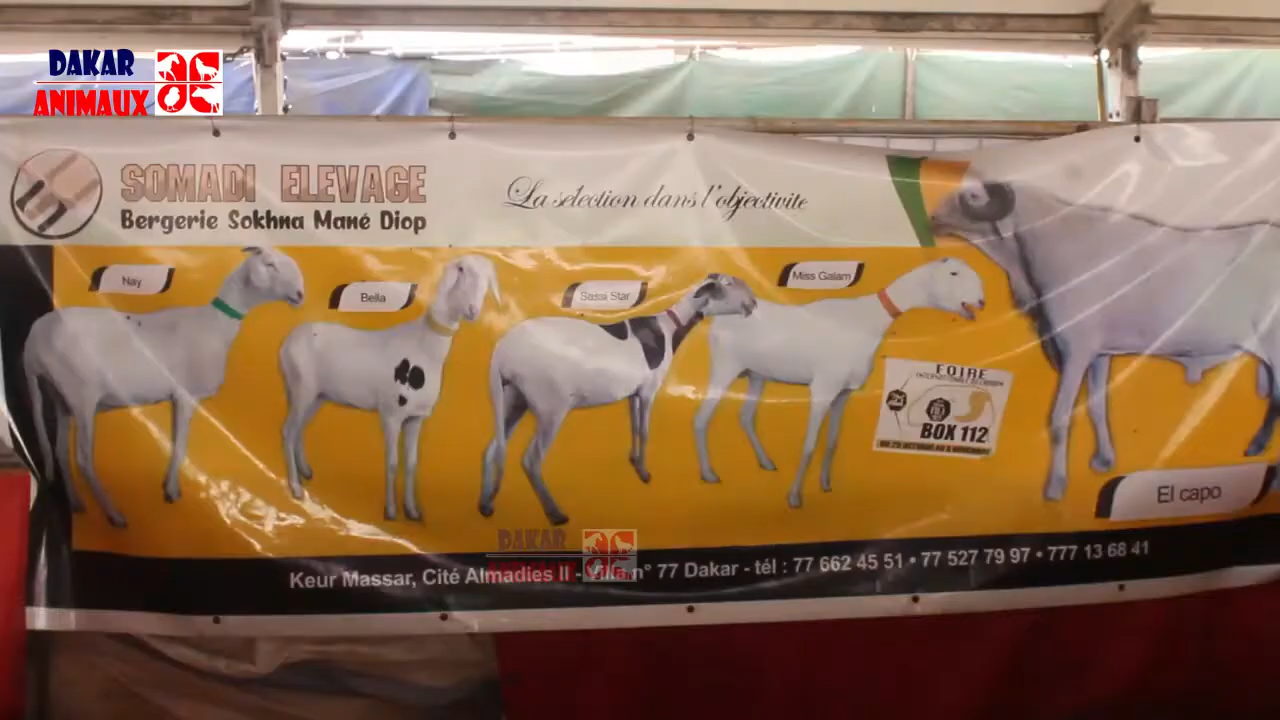 DAKAR
ANIMAUX
SOMADI ELEVAGE
Bergerie Sokhna Mané Diop
La selection dans l'objectivite
Nay
Bella
Sassi Star
Miss Galam
FOIRE
BOX 112
El capo
DAKAR
Keur Massar, Cité Almadies II - Villa n° 77 Dakar - tél : 77 662 45 51 • 77 527 79 97 • 777 13 68 41